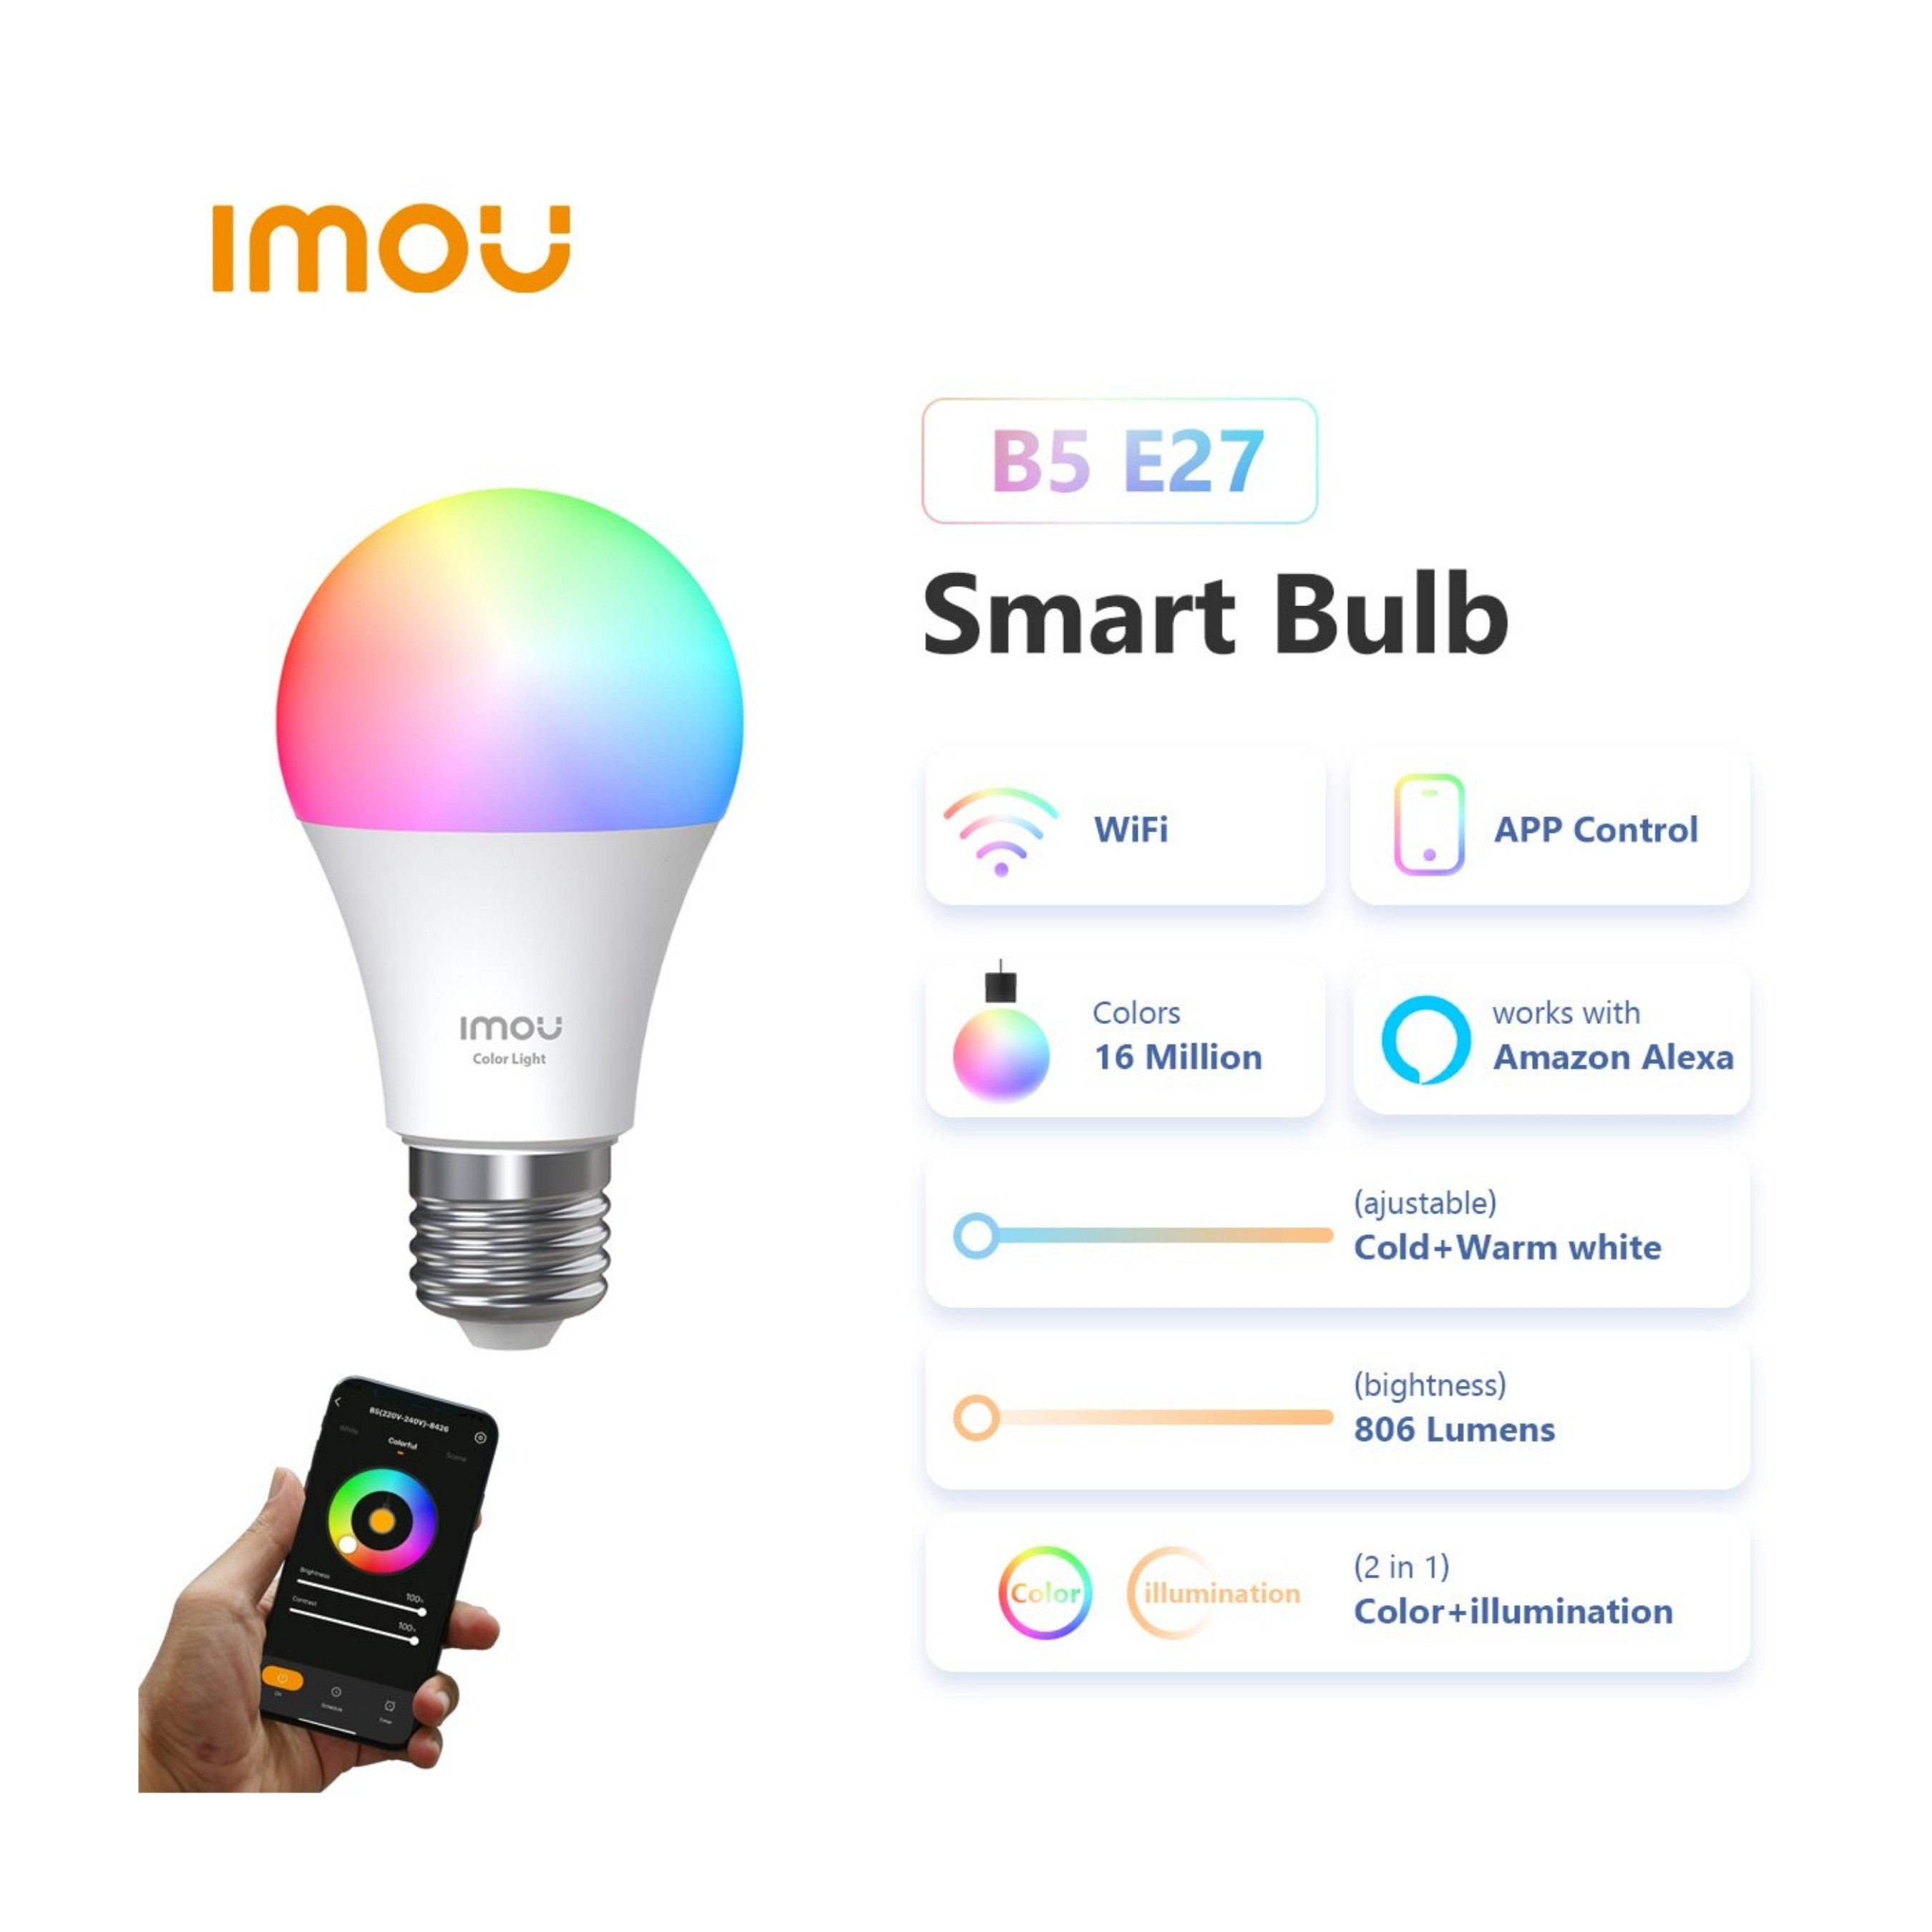 imou
B5 E27
Smart Bulb
WiFi
APP Control
Colors
16 Million
works with
Amazon Alexa
(ajustable)
Cold+Warm white
(bightness)
806 Lumens
Color
illumination
(2 in 1)
Color+illumination
imou
Color Light
B5(220V-240V)-8426
White
Colorful
Scene
Brightness
100%
Contrast
100%
On
Schedule
Timer